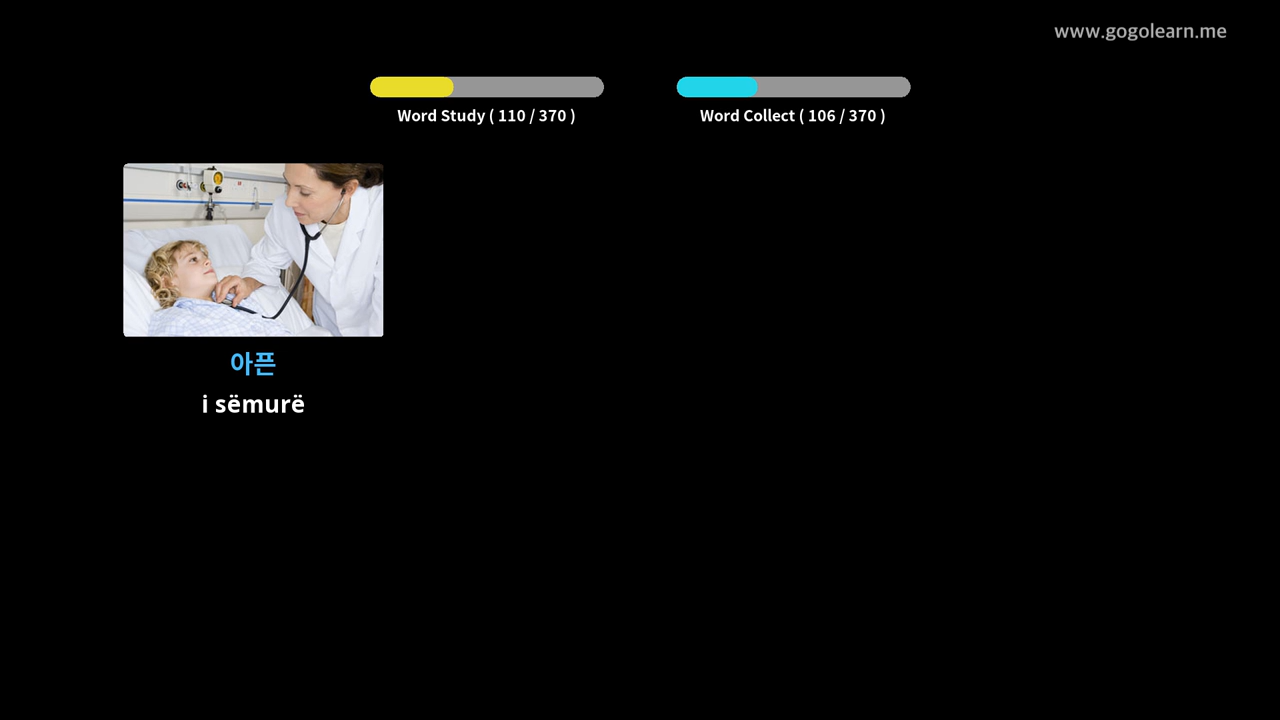 www.gogolearn.me
Word Study ( 110 / 370 )
Word Collect ( 106 / 370 )
아픈
i sëmurë